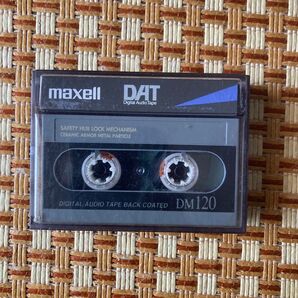 maxell DAT
Digital Audio Tape
SAFETY HUB LOCK MECHANISM
CERAMIC ARMOR METAL PARTICLE
DIGITAL AUDIO TAPE BACK COATED DM120